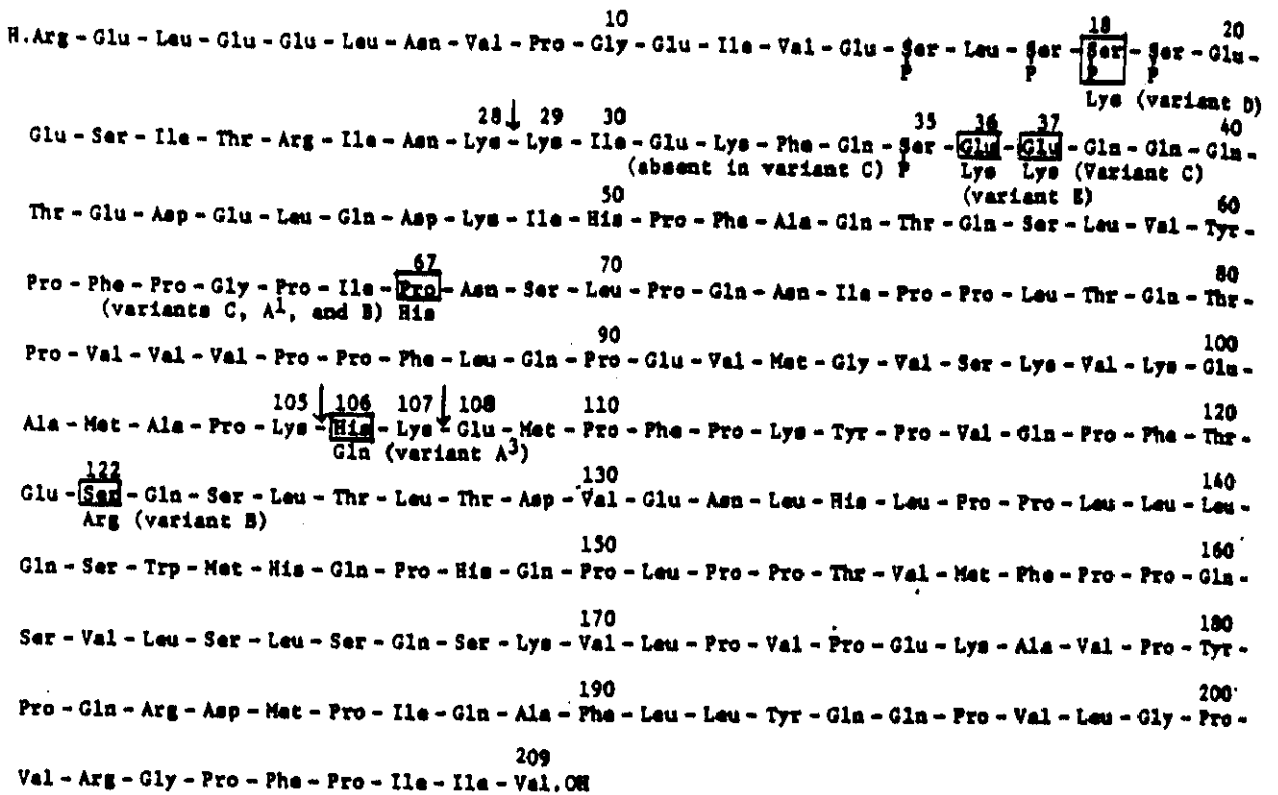 10 18 20
H.Arg - Glu - Leu - Glu - Glu - Leu - Asn - Val - Pro - Gly - Glu - Ile - Val - Glu - Ser - Leu - Ser - Ser - Ser - Glu -
P P P P
Lys (variant D)
28↓ 29 30 35 36 37 40
Glu - Ser - Ile - Thr - Arg - Ile - Asn - Lys - Lys - Ile - Glu - Lys - Phe - Gln - Ser - Glu - Glu - Gln - Gln - Gln -
(absent in variant C) P Lys Lys (Variant C)
(variant E)
50 60
Thr - Glu - Asp - Glu - Leu - Gln - Asp - Lys - Ile - His - Pro - Phe - Ala - Gln - Thr - Gln - Ser - Leu - Val - Tyr -
67 70 80
Pro - Phe - Pro - Gly - Pro - Ile - Pro - Asn - Ser - Leu - Pro - Gln - Asn - Ile - Pro - Pro - Leu - Thr - Gln - Thr -
(variants C, A¹, and B) His
90 100
Pro - Val - Val - Val - Pro - Pro - Phe - Leu - Gln - Pro - Glu - Val - Met - Gly - Val - Ser - Lys - Val - Lys - Glu -
105 ↓ 106 107 ↓ 108 110 120
Ala - Met - Ala - Pro - Lys - His - Lys - Glu - Met - Pro - Phe - Pro - Lys - Tyr - Pro - Val - Gln - Pro - Phe - Thr -
Gln (variant A³)
122 130 140
Glu - Ser - Gln - Ser - Leu - Thr - Leu - Thr - Asp - Val - Glu - Asn - Leu - His - Leu - Pro - Pro - Leu - Leu - Leu -
Arg (variant B)
150 160
Gln - Ser - Trp - Met - His - Gln - Pro - His - Gln - Pro - Leu - Pro - Pro - Thr - Val - Met - Phe - Pro - Pro - Gln -
170 180
Ser - Val - Leu - Ser - Leu - Ser - Gln - Ser - Lys - Val - Leu - Pro - Val - Pro - Glu - Lys - Ala - Val - Pro - Tyr -
190 200
Pro - Gln - Arg - Asp - Met - Pro - Ile - Gln - Ala - Phe - Leu - Leu - Tyr - Gln - Gln - Pro - Val - Leu - Gly - Pro -
209
Val - Arg - Gly - Pro - Phe - Pro - Ile - Ile - Val.OH